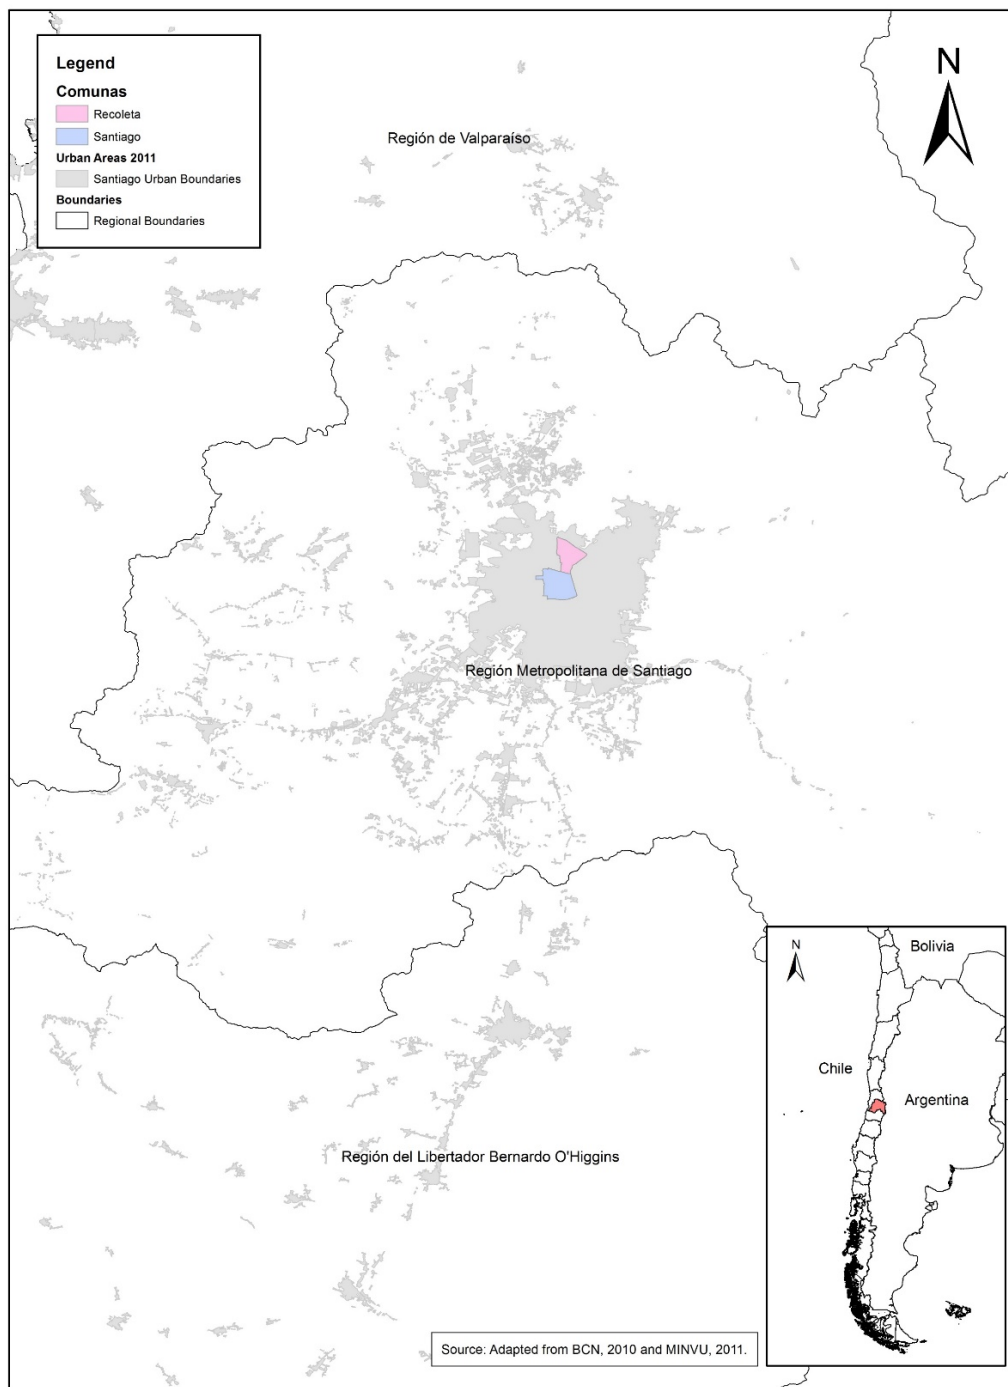 Legend
Comunas
Recoleta
Santiago
Urban Areas 2011
Santiago Urban Boundaries
Boundaries
Regional Boundaries
N
Región de Valparaíso
Región Metropolitana de Santiago
Región del Libertador Bernardo O'Higgins
N
Bolivia
Chile
Argentina
Source: Adapted from BCN, 2010 and MINVU, 2011.